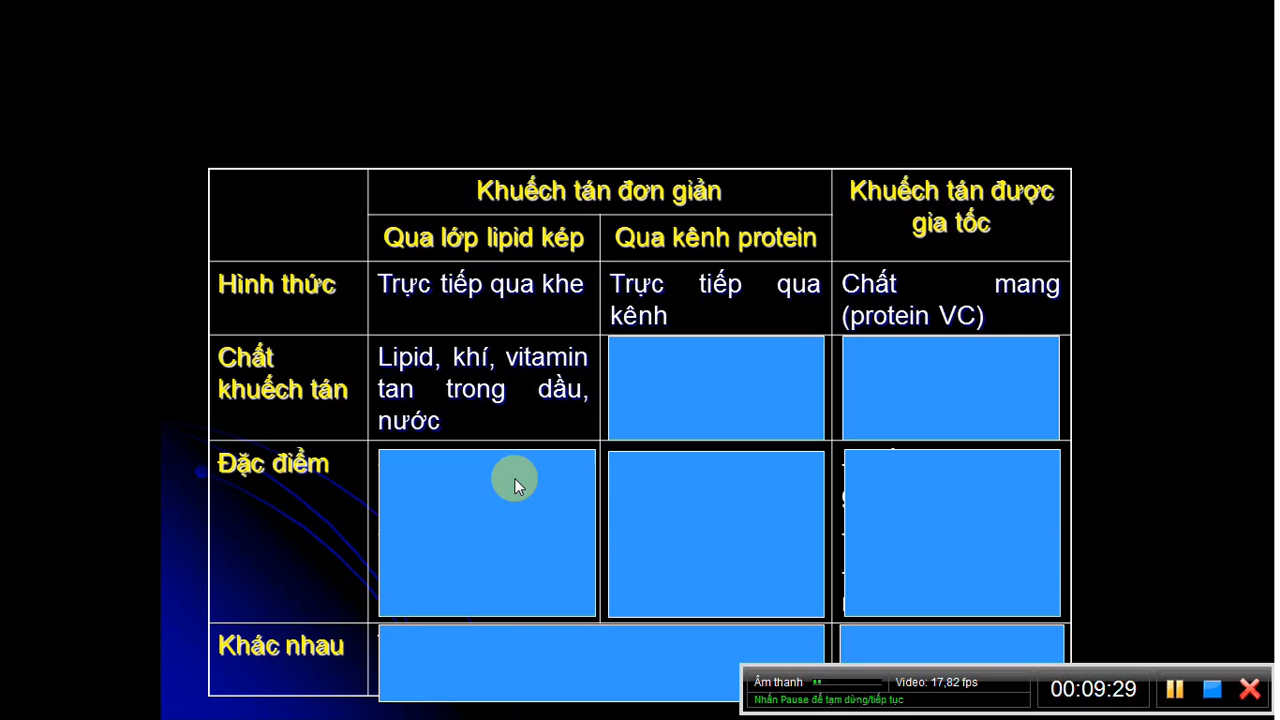 Khuếch tán đơn giản
Khuếch tán được
gia tốc
Qua lớp lipid kép
Qua kênh protein
Hình thức
Trực tiếp qua khe
Trực tiếp qua
kênh
Chất mang
(protein VC)
Chất
khuếch tán
Lipid, khí, vitamin
tan trong dầu,
nước
Đặc điểm
Khác nhau
Âm thanh
Video: 17,82 fps
00:09:29
Nhấn Pause để tạm dừng/tiếp tục